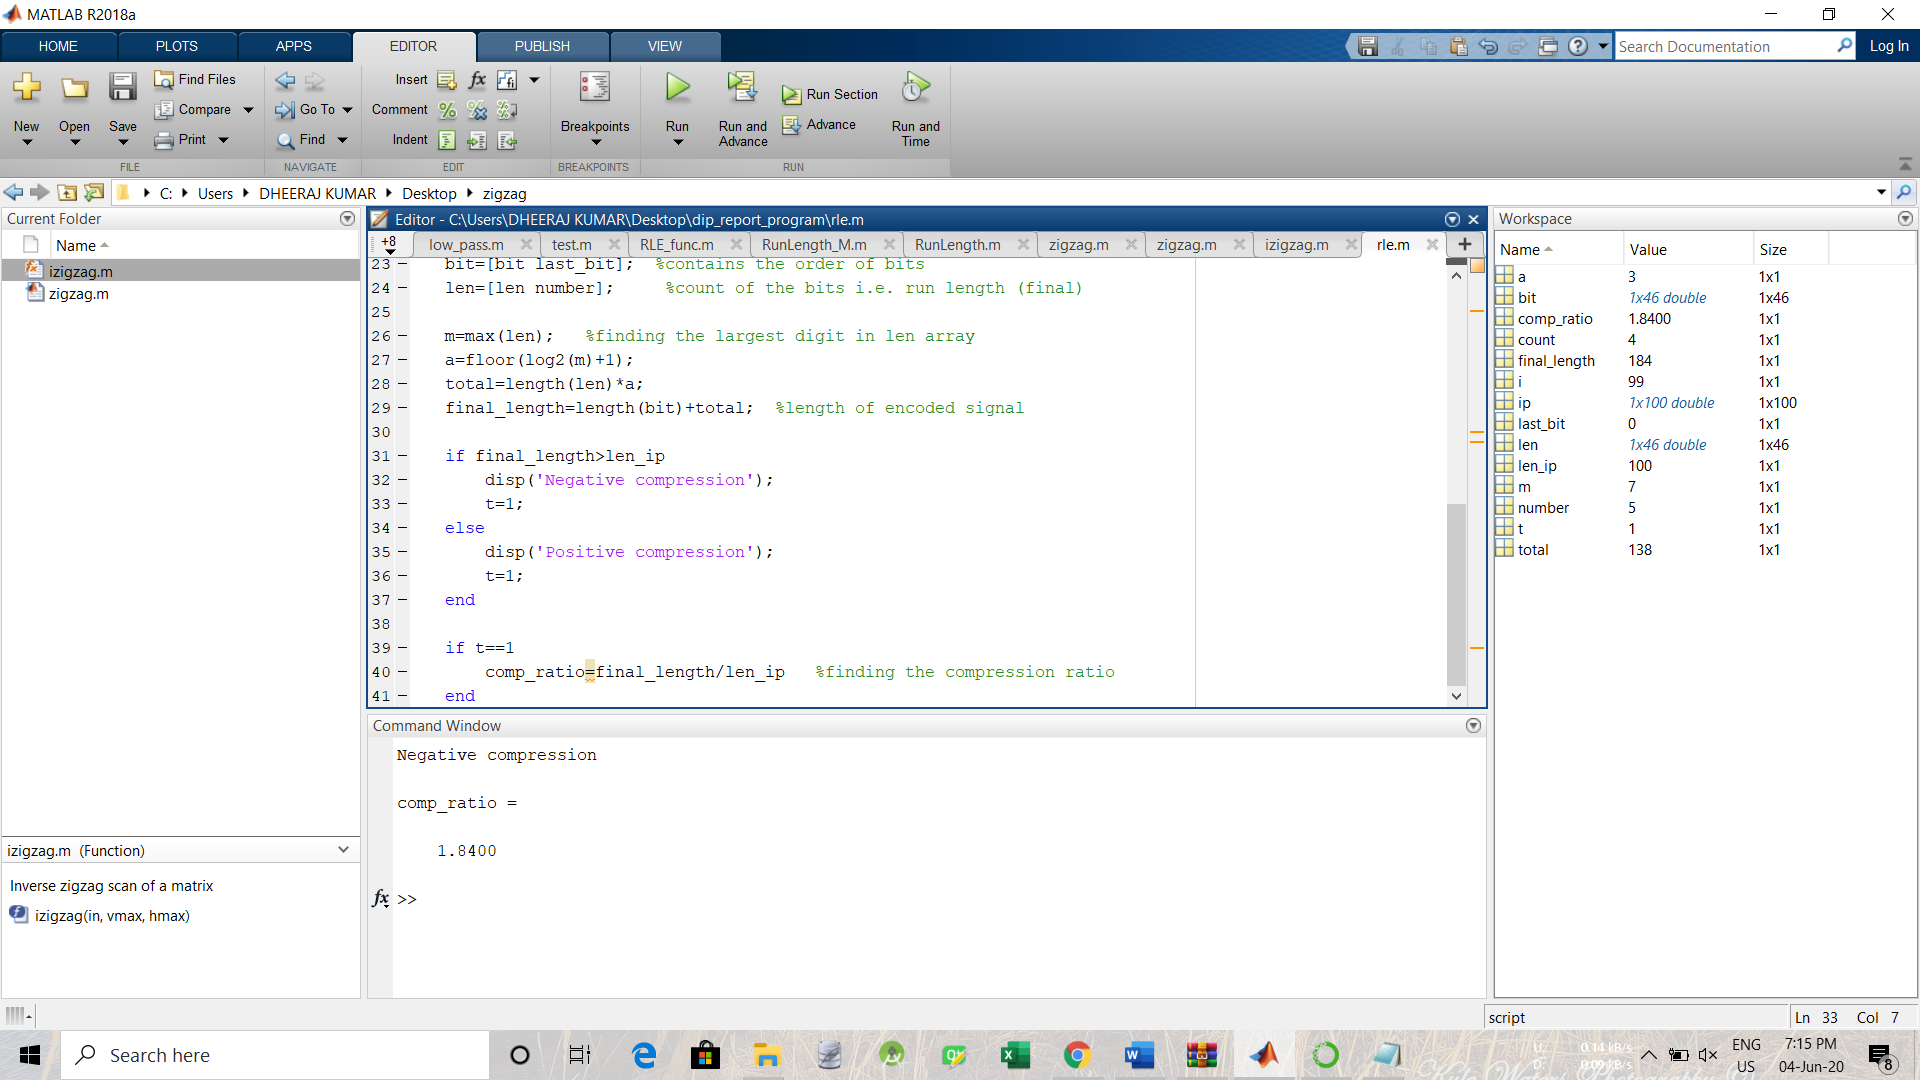 MATLAB R2018a
HOME PLOTS APPS EDITOR PUBLISH VIEW
Search Documentation
Log In
New
Open
Save
Find Files
Compare
Print
FILE
Go To
Find
NAVIGATE
Insert
Comment
Indent
EDIT
Breakpoints
BREAKPOINTS
Run
Run and Advance
Run Section
Advance
Run and Time
RUN
C: Users DHEERAJ KUMAR Desktop zigzag
Current Folder
Name
izigzag.m
zigzag.m
izigzag.m (Function)
Inverse zigzag scan of a matrix
izigzag(in, vmax, hmax)
Editor - C:\Users\DHEERAJ KUMAR\Desktop\dip_report_program\rle.m
+8 low_pass.m test.m RLE_func.m RunLength_M.m RunLength.m zigzag.m zigzag.m izigzag.m rle.m
23 – bit=[bit last_bit]; %contains the order of bits
24 – len=[len number]; %count of the bits i.e. run length (final)
25
26 – m=max(len); %finding the largest digit in len array
27 – a=floor(log2(m)+1);
28 – total=length(len)*a;
29 – final_length=length(bit)+total; %length of encoded signal
30
31 – if final_length>len_ip
32 – disp('Negative compression');
33 – t=1;
34 – else
35 – disp('Positive compression');
36 – t=1;
37 – end
38
39 – if t==1
40 – comp_ratio=final_length/len_ip %finding the compression ratio
41 – end
Command Window
Negative compression
comp_ratio =
1.8400
fx >>
Workspace
Name Value Size
a 3 1x1
bit 1x46 double 1x46
comp_ratio 1.8400 1x1
count 4 1x1
final_length 184 1x1
i 99 1x1
ip 1x100 double 1x100
last_bit 0 1x1
len 1x46 double 1x46
len_ip 100 1x1
m 7 1x1
number 5 1x1
t 1 1x1
total 138 1x1
script
Ln 33 Col 7
Search here
U: 0.14 kB/s
D: 0.09 kB/s
ENG
US
7:15 PM
04-Jun-20
8